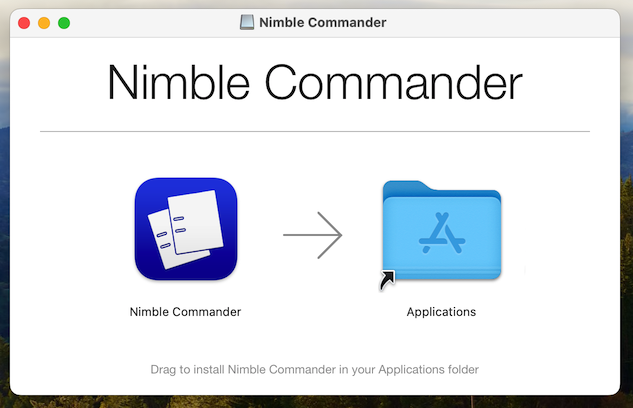 Nimble Commander
Nimble Commander
Nimble Commander
Applications
Drag to install Nimble Commander in your Applications folder